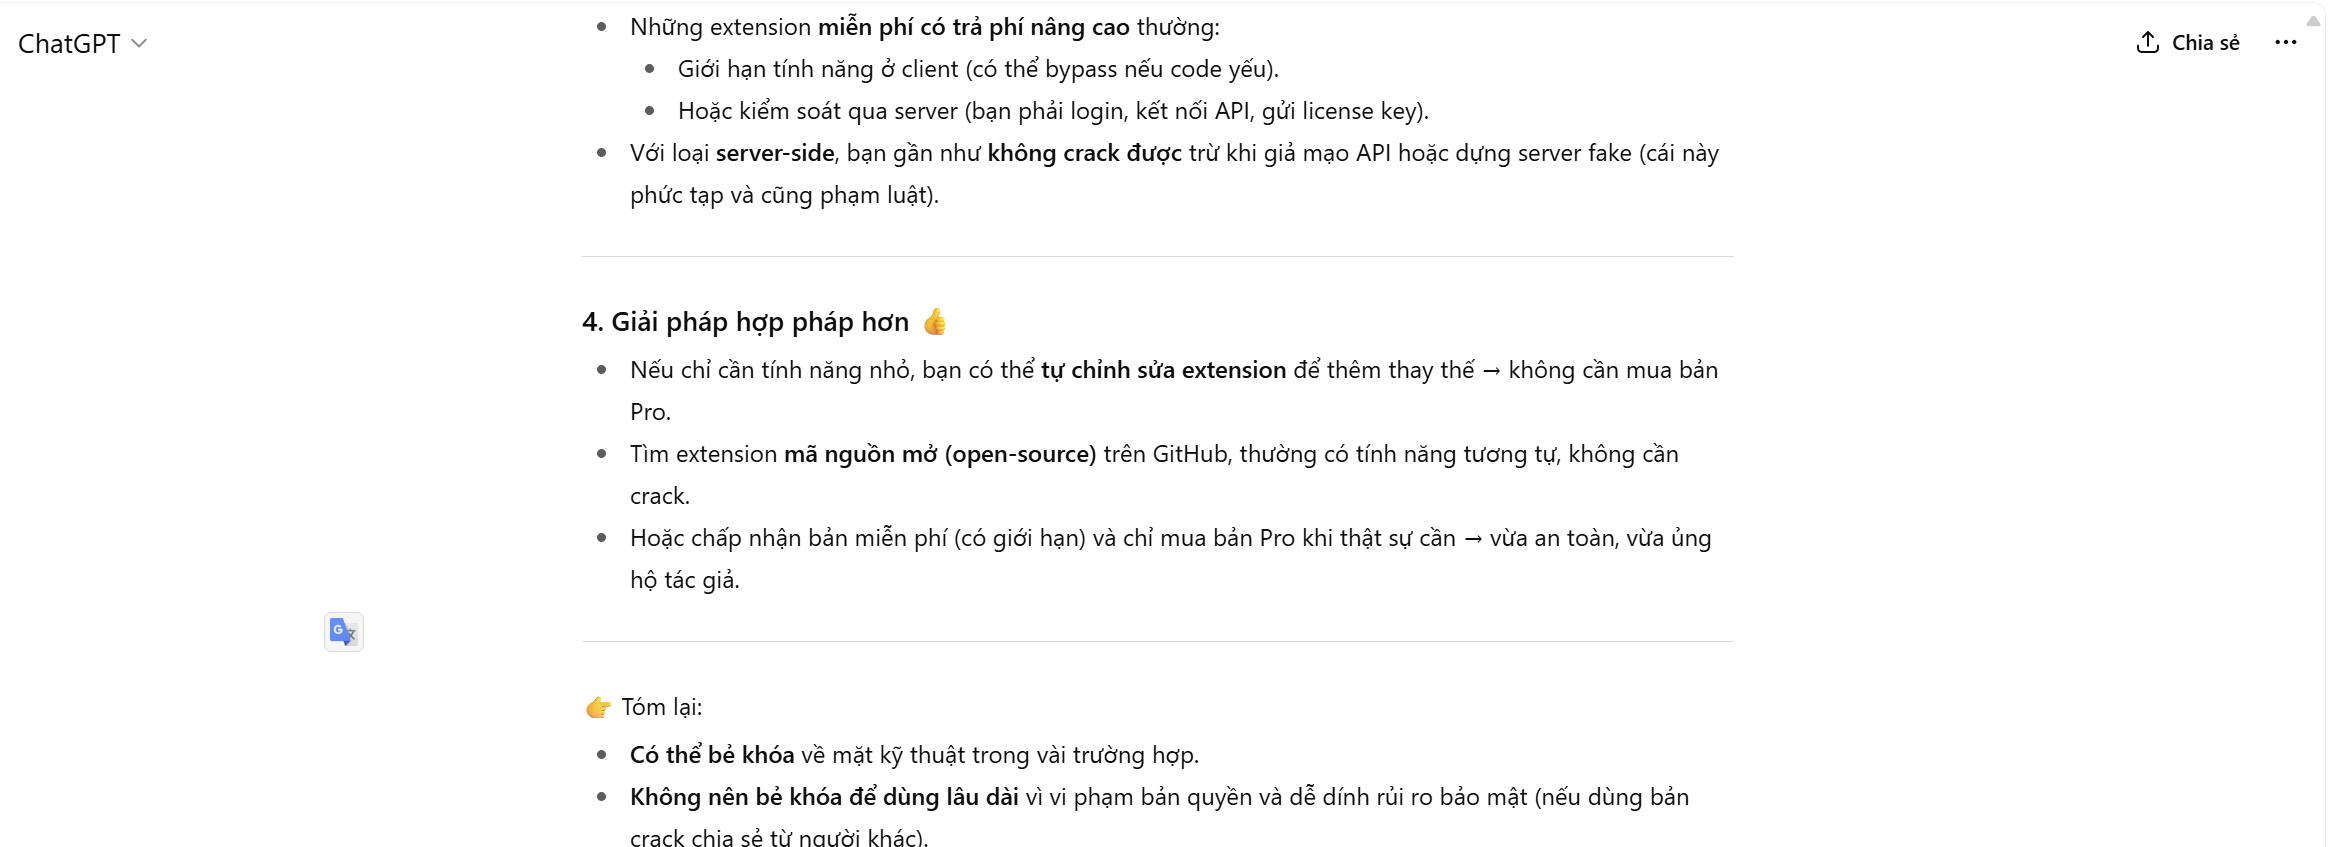 ChatGPT
Chia sẻ
Những extension miễn phí có trả phí nâng cao thường:
Giới hạn tính năng ở client (có thể bypass nếu code yếu).
Hoặc kiểm soát qua server (bạn phải login, kết nối API, gửi license key).
Với loại server-side, bạn gần như không crack được trừ khi giả mạo API hoặc dựng server fake (cái này
phức tạp và cũng phạm luật).
4. Giải pháp hợp pháp hơn 👍
Nếu chỉ cần tính năng nhỏ, bạn có thể tự chỉnh sửa extension để thêm thay thế → không cần mua bản
Pro.
Tìm extension mã nguồn mở (open-source) trên GitHub, thường có tính năng tương tự, không cần
crack.
Hoặc chấp nhận bản miễn phí (có giới hạn) và chỉ mua bản Pro khi thật sự cần → vừa an toàn, vừa ủng
hộ tác giả.
👉 Tóm lại:
Có thể bẻ khóa về mặt kỹ thuật trong vài trường hợp.
Không nên bẻ khóa để dùng lâu dài vì vi phạm bản quyền và dễ dính rủi ro bảo mật (nếu dùng bản
crack chia sẻ từ người khác).